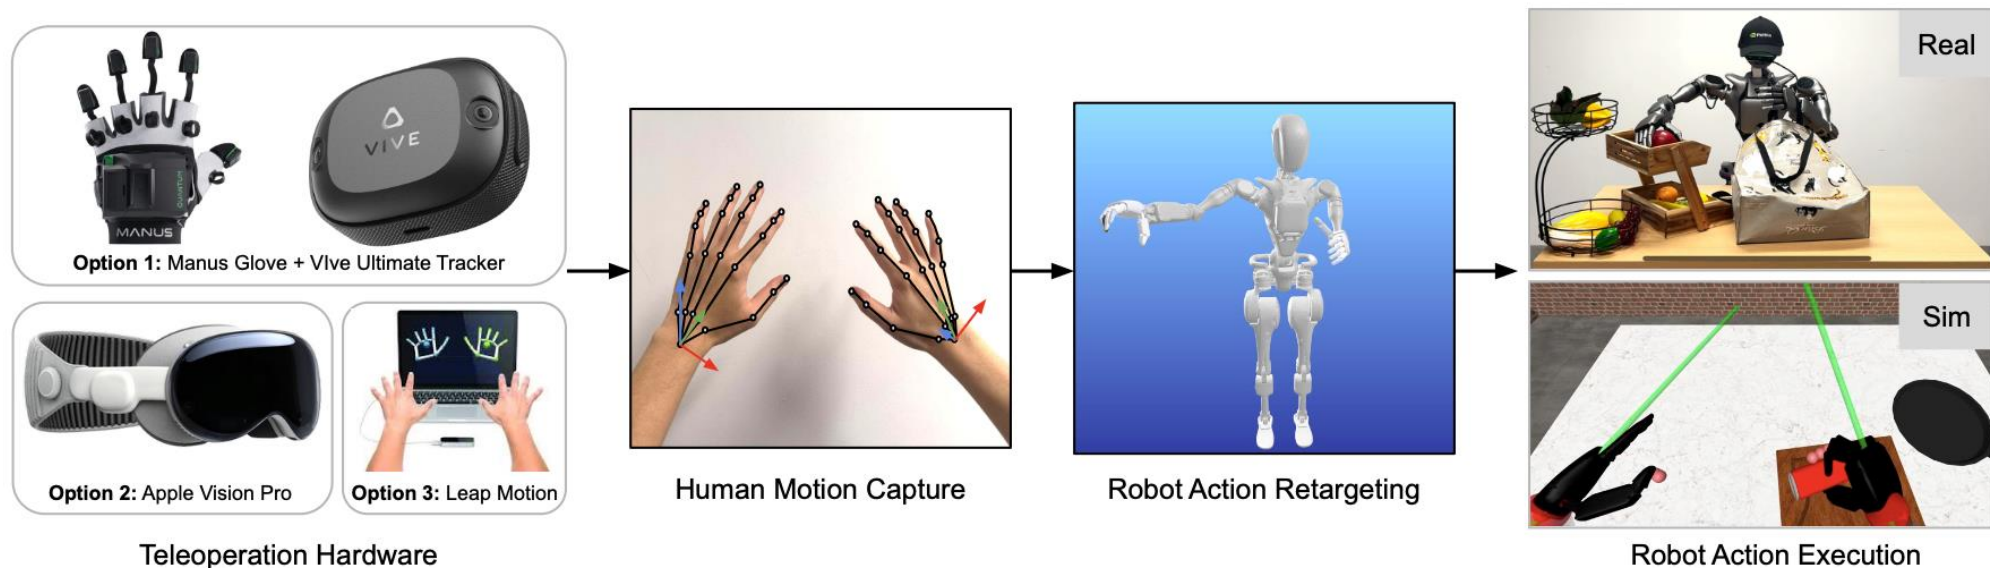 QUANTUM
MANUS
VIVE
Option 1: Manus Glove + VIve Ultimate Tracker
Option 2: Apple Vision Pro
Option 3: Leap Motion
Teleoperation Hardware
Human Motion Capture
Robot Action Retargeting
Real
Sim
Robot Action Execution